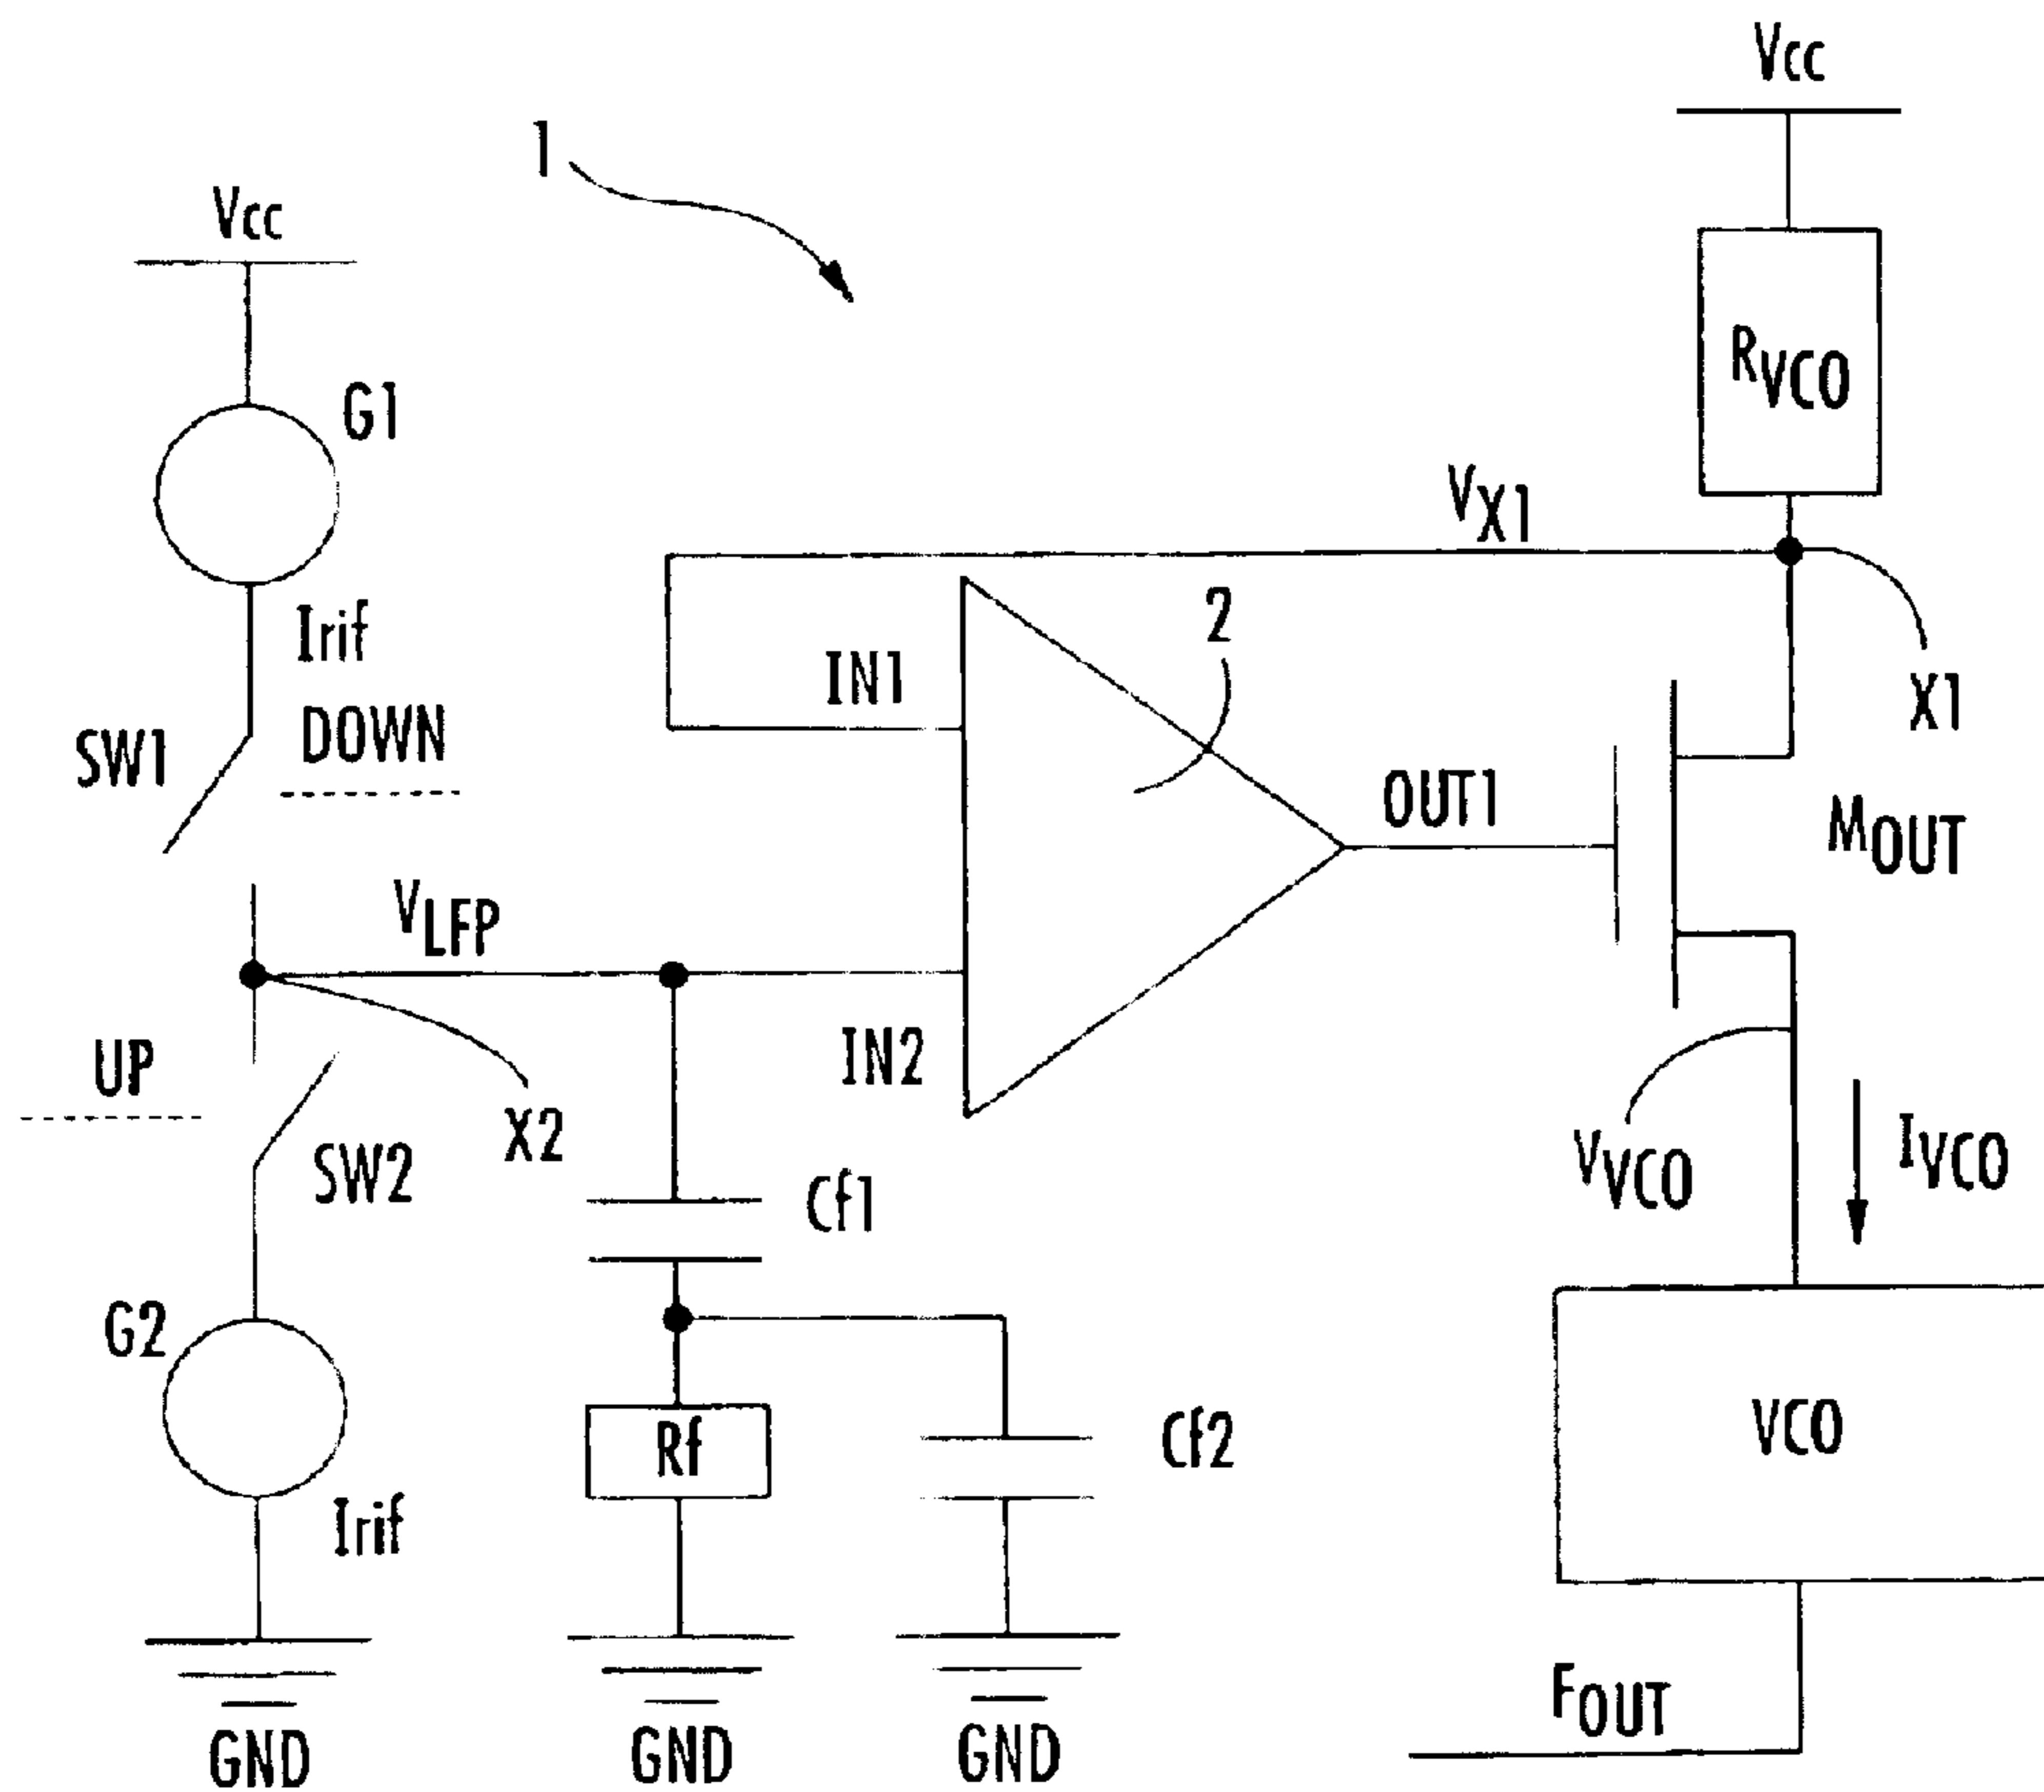 Vcc
1
Vcc
G1
RVCO
VX1
Irif
2
IN1
DOWN
SW1
X1
OUT1
MOUT
VLFP
UP
IN2
X2
SW2
VVCO
IVCO
Cf1
G2
Rf
Cf2
VCO
Irif
FOUT
GND
GND
GND